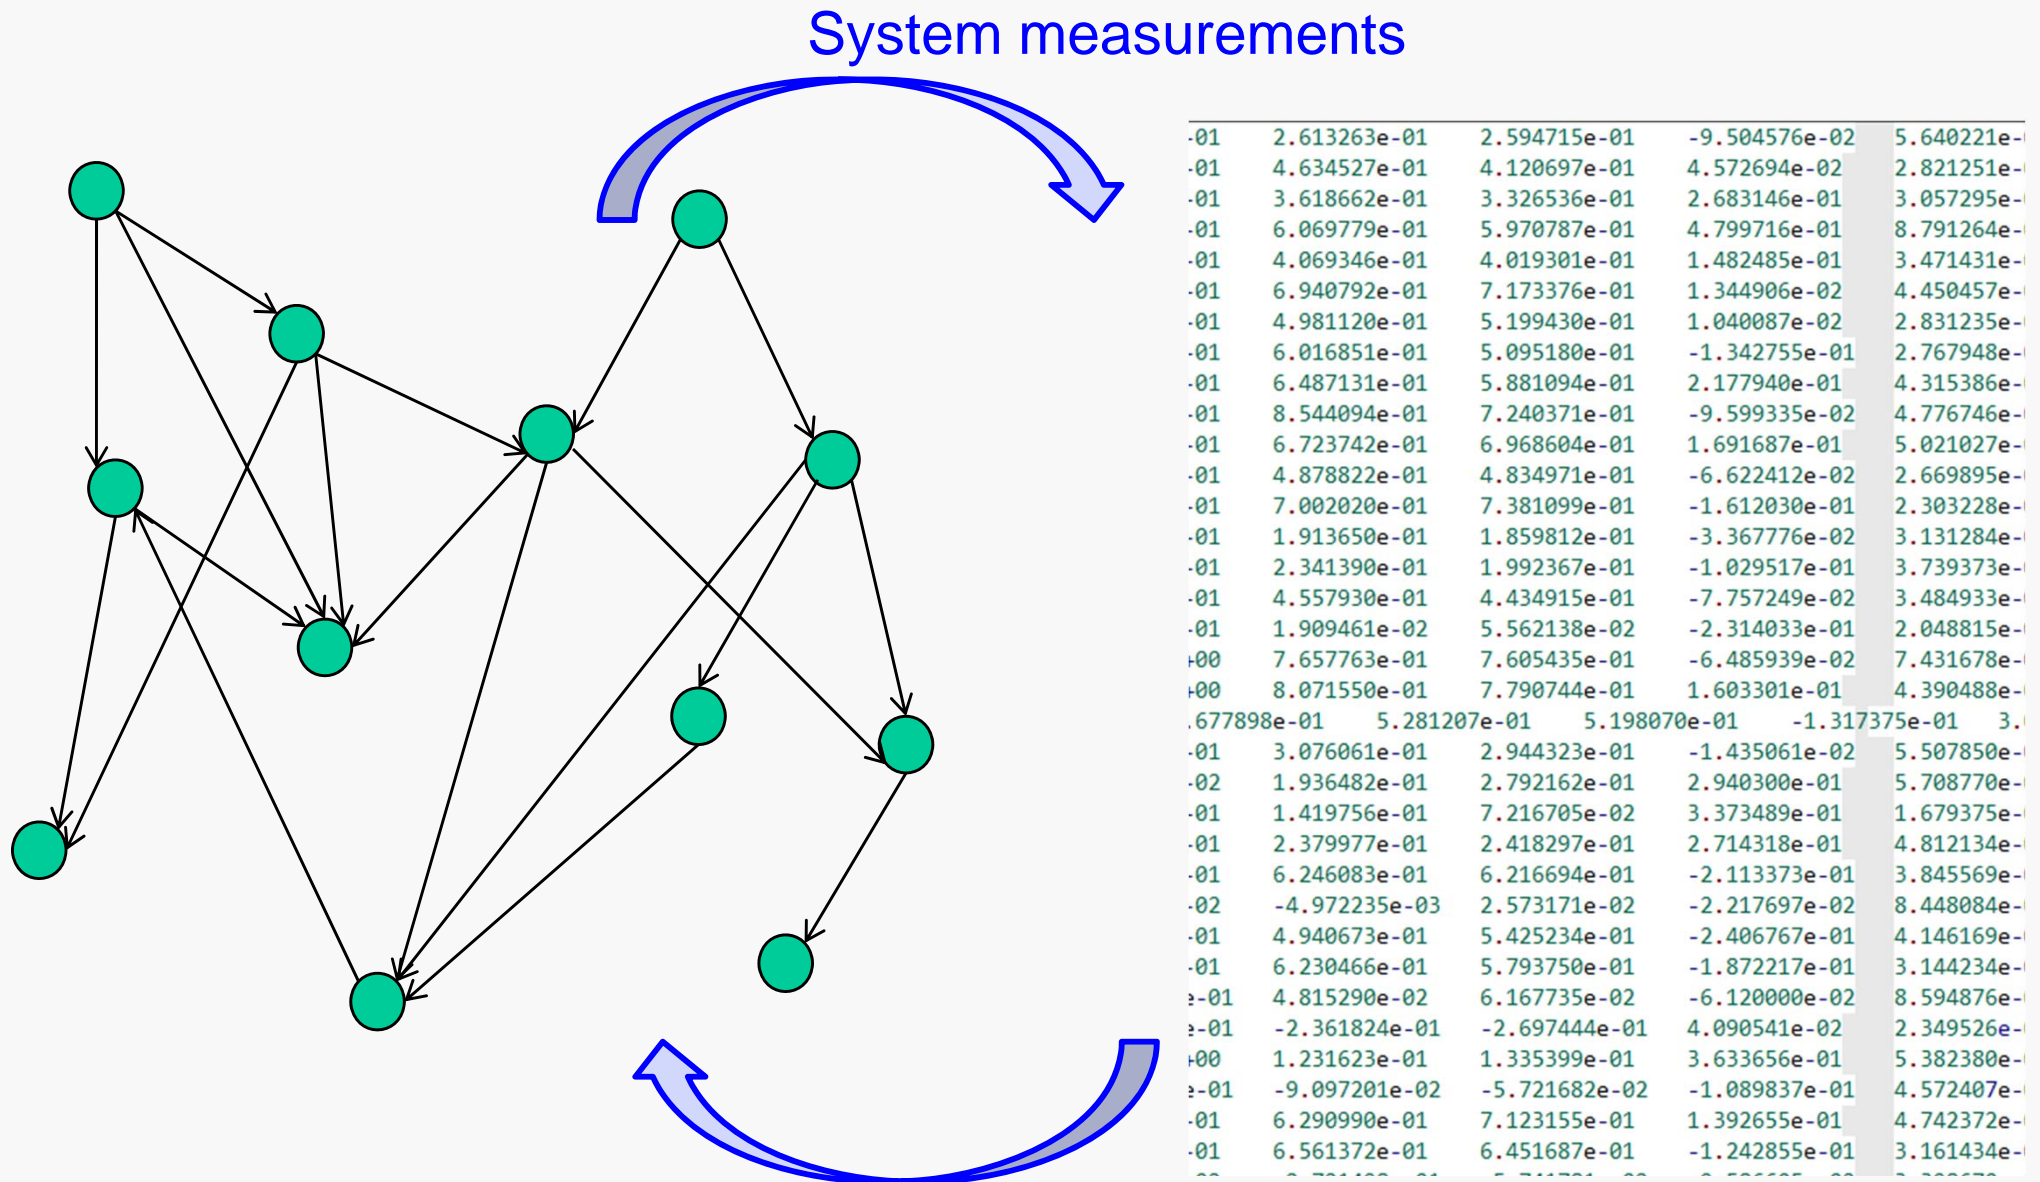 System measurements
-01 2.613263e-01 2.594715e-01 -9.504576e-02 5.640221e-
-01 4.634527e-01 4.120697e-01 4.572694e-02 2.821251e-
-01 3.618662e-01 3.326536e-01 2.683146e-01 3.057295e-
-01 6.069779e-01 5.970787e-01 4.799716e-01 8.791264e-
-01 4.069346e-01 4.019301e-01 1.482485e-01 3.471431e-
-01 6.940792e-01 7.173376e-01 1.344906e-02 4.450457e-
-01 4.981120e-01 5.199430e-01 1.040087e-02 2.831235e-
-01 6.016851e-01 5.095180e-01 -1.342755e-01 2.767948e-
-01 6.487131e-01 5.881094e-01 2.177940e-01 4.315386e-
-01 8.544094e-01 7.240371e-01 -9.599335e-02 4.776746e-
-01 6.723742e-01 6.968604e-01 1.691687e-01 5.021027e-
-01 4.878822e-01 4.834971e-01 -6.622412e-02 2.669895e-
-01 7.002020e-01 7.381099e-01 -1.612030e-01 2.303228e-
-01 1.913650e-01 1.859812e-01 -3.367776e-02 3.131284e-
-01 2.341390e-01 1.992367e-01 -1.029517e-01 3.739373e-
-01 4.557930e-01 4.434915e-01 -7.757249e-02 3.484933e-
-01 1.909461e-02 5.562138e-02 -2.314033e-01 2.048815e-
+00 7.657763e-01 7.605435e-01 -6.485939e-02 7.431678e-
+00 8.071550e-01 7.790744e-01 1.603301e-01 4.390488e-
.677898e-01 5.281207e-01 5.198070e-01 -1.317375e-01 3.
-01 3.076061e-01 2.944323e-01 -1.435061e-02 5.507850e-
-02 1.936482e-01 2.792162e-01 2.940300e-01 5.708770e-
-01 1.419756e-01 7.216705e-02 3.373489e-01 1.679375e-
-01 2.379977e-01 2.418297e-01 2.714318e-01 4.812134e-
-01 6.246083e-01 6.216694e-01 -2.113373e-01 3.845569e-
-02 -4.972235e-03 2.573171e-02 -2.217697e-02 8.448084e-
-01 4.940673e-01 5.425234e-01 -2.406767e-01 4.146169e-
-01 6.230466e-01 5.793750e-01 -1.872217e-01 3.144234e-
e-01 4.815290e-02 6.167735e-02 -6.120000e-02 8.594876e-
e-01 -2.361824e-01 -2.697444e-01 4.090541e-02 2.349526e-
+00 1.231623e-01 1.335399e-01 3.633656e-01 5.382380e-
e-01 -9.097201e-02 -5.721682e-02 -1.089837e-01 4.572407e-
-01 6.290990e-01 7.123155e-01 1.392655e-01 4.742372e-
-01 6.561372e-01 6.451687e-01 -1.242855e-01 3.161434e-